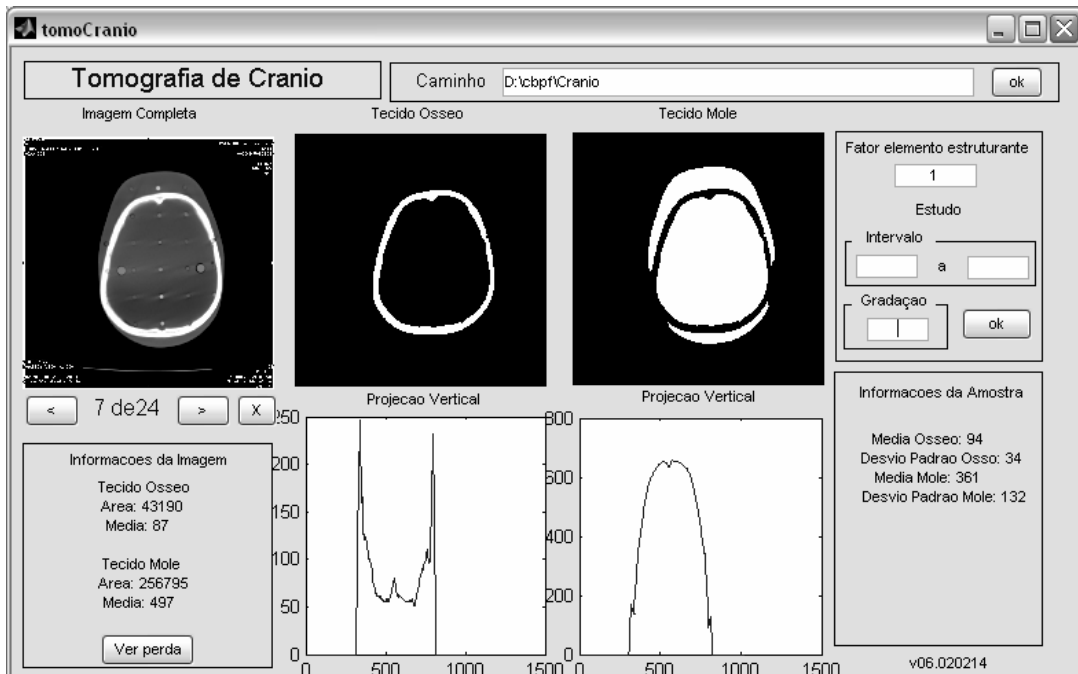 tomoCranio
Tomografia de Cranio
Caminho D:\cbpf\Cranio ok
Imagem Completa
Tecido Osseo
Tecido Mole
Fator elemento estruturante
1
Estudo
Intervalo
a
Gradaçao
ok
< 7 de24 > X
Projecao Vertical
250
200
150
100
50
0
0 500 1000 1500
Projecao Vertical
800
600
400
200
0
0 500 1000 1500
Informacoes da Imagem
Tecido Osseo
Area: 43190
Media: 87
Tecido Mole
Area: 256795
Media: 497
Ver perda
Informacoes da Amostra
Media Osseo: 94
Desvio Padrao Osso: 34
Media Mole: 361
Desvio Padrao Mole: 132
v06.020214